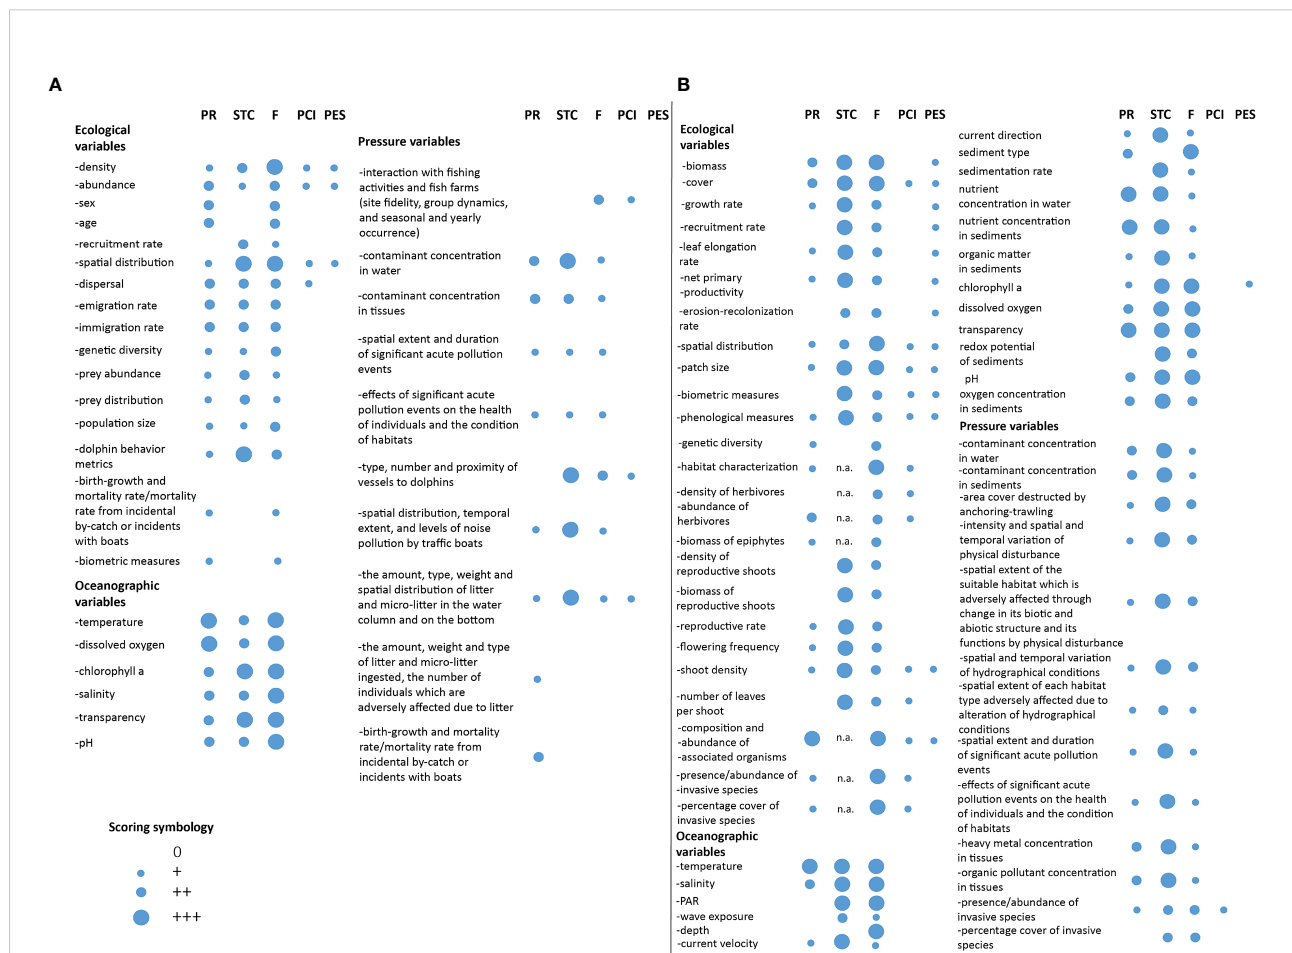 A
PR STC F PCI PES
Ecological
variables
-density
-abundance
-sex
-age
-recruitment rate
-spatial distribution
-dispersal
-emigration rate
-immigration rate
-genetic diversity
-prey abundance
-prey distribution
-population size
-dolphin behavior
metrics
-birth-growth and
mortality rate/mortality
rate from incidental
by-catch or incidents
with boats
-biometric measures
Oceanographic
variables
-temperature
-dissolved oxygen
-chlorophyll a
-salinity
-transparency
-pH
Scoring symbology
0
+
++
+++
PR STC F PCI PES
Pressure variables
-interaction with fishing
activities and fish farms
(site fidelity, group dynamics,
and seasonal and yearly
occurrence)
-contaminant concentration
in water
-contaminant concentration
in tissues
-spatial extent and duration
of significant acute pollution
events
-effects of significant acute
pollution events on the health
of individuals and the condition
of habitats
-type, number and proximity of
vessels to dolphins
-spatial distribution, temporal
extent, and levels of noise
pollution by traffic boats
-the amount, type, weight and
spatial distribution of litter
and micro-litter in the water
column and on the bottom
-the amount, weight and type
of litter and micro-litter
ingested, the number of
individuals which are
adversely affected due to litter
-birth-growth and mortality
rate/mortality rate from
incidental by-catch or
incidents with boats
B
PR STC F PCI PES
Ecological
variables
-biomass
-cover
-growth rate
-recruitment rate
-leaf elongation
rate
-net primary
-productivity
-erosion-recolonization
rate
-spatial distribution
-patch size
-biometric measures
-phenological measures
-genetic diversity
-habitat characterization n.a.
-density of herbivores n.a.
-abundance of
herbivores n.a.
-biomass of epiphytes n.a.
-density of
reproductive shoots
-biomass of
reproductive shoots
-reproductive rate
-flowering frequency
-shoot density
-number of leaves
per shoot
-composition and
-abundance of n.a.
-associated organisms
-presence/abundance of n.a.
-invasive species
-percentage cover of n.a.
invasive species
Oceanographic
variables
-temperature
-salinity
-PAR
-wave exposure
-depth
-current velocity
PR STC F PCI PES
current direction
sediment type
sedimentation rate
nutrient
concentration in water
nutrient concentration
in sediments
organic matter
in sediments
chlorophyll a
dissolved oxygen
transparency
redox potential
of sediments
pH
oxygen concentration
in sediments
Pressure variables
-contaminant concentration
in water
-contaminant concentration
in sediments
-area cover destructed by
anchoring-trawling
-intensity and spatial and
temporal variation of
physical disturbance
-spatial extent of the
suitable habitat which is
adversely affected through
change in its biotic and
abiotic structure and its
functions by physical disturbance
-spatial and temporal variation
of hydrographical conditions
-spatial extent of each habitat
type adversely affected due to
alteration of hydrographical
conditions
-spatial extent and duration
of significant acute pollution
events
-effects of significant acute
pollution events on the health
of individuals and the condition
of habitats
-heavy metal concentration
in tissues
-organic pollutant concentration
in tissues
-presence/abundance of
invasive species
-percentage cover of invasive
species